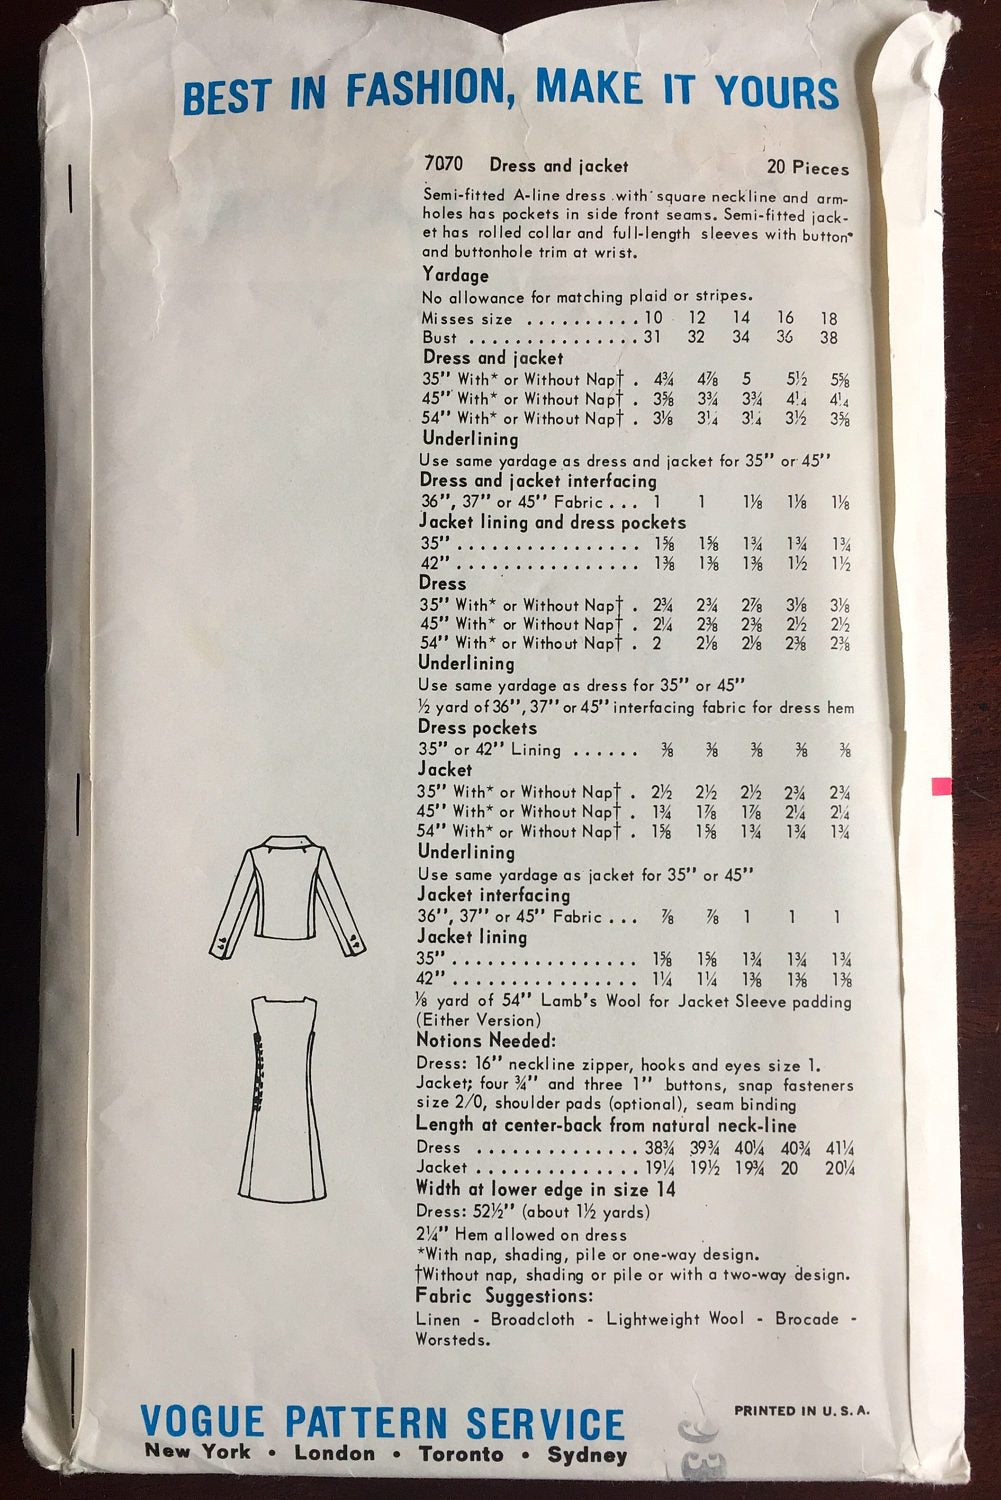 BEST IN FASHION, MAKE IT YOURS
7070 Dress and jacket 20 Pieces
Semi-fitted A-line dress with square neckline and arm-
holes has pockets in side front seams. Semi-fitted jack-
et has rolled collar and full-length sleeves with button
and buttonhole trim at wrist.
Yardage
No allowance for matching plaid or stripes.
Misses size .......... 10 12 14 16 18
Bust ............... 31 32 34 36 38
Dress and jacket
35" With* or Without Nap† . 4¾ 4⅞ 5 5½ 5⅝
45" With* or Without Nap† . 3⅝ 3¾ 3¾ 4¼ 4¼
54" With* or Without Nap† . 3⅛ 3¼ 3¼ 3½ 3⅝
Underlining
Use same yardage as dress and jacket for 35" or 45"
Dress and jacket interfacing
36", 37" or 45" Fabric ... 1 1 1⅛ 1⅛ 1⅛
Jacket lining and dress pockets
35" ................ 1⅝ 1⅝ 1¾ 1¾ 1¾
42" ................ 1⅜ 1⅜ 1⅜ 1½ 1½
Dress
35" With* or Without Nap† . 2¾ 2¾ 2⅞ 3⅛ 3⅛
45" With* or Without Nap† . 2¼ 2⅜ 2⅜ 2½ 2½
54" With* or Without Nap† . 2 2⅛ 2⅛ 2⅜ 2⅜
Underlining
Use same yardage as dress for 35" or 45"
½ yard of 36", 37" or 45" interfacing fabric for dress hem
Dress pockets
35" or 42" Lining ...... ⅜ ⅜ ⅜ ⅜ ⅜
Jacket
35" With* or Without Nap† . 2½ 2½ 2½ 2¾ 2¾
45" With* or Without Nap† . 1¾ 1⅞ 1⅞ 2¼ 2¼
54" With* or Without Nap† . 1⅝ 1⅝ 1¾ 1¾ 1¾
Underlining
Use same yardage as jacket for 35" or 45"
Jacket interfacing
36", 37" or 45" Fabric ... ⅞ ⅞ 1 1 1
Jacket lining
35" ................ 1⅝ 1⅝ 1¾ 1¾ 1¾
42" ................ 1¼ 1¼ 1⅜ 1⅜ 1⅜
⅛ yard of 54" Lamb's Wool for Jacket Sleeve padding
(Either Version)
Notions Needed:
Dress: 16" neckline zipper, hooks and eyes size 1.
Jacket; four ¾" and three 1" buttons, snap fasteners
size 2/0, shoulder pads (optional), seam binding
Length at center-back from natural neck-line
Dress .............. 38¾ 39¾ 40¼ 40¾ 41¼
Jacket .............. 19¼ 19½ 19¾ 20 20¼
Width at lower edge in size 14
Dress: 52½" (about 1½ yards)
2¼" Hem allowed on dress
*With nap, shading, pile or one-way design.
†Without nap, shading or pile or with a two-way design.
Fabric Suggestions:
Linen - Broadcloth - Lightweight Wool - Brocade -
Worsteds.
VOGUE PATTERN SERVICE
PRINTED IN U.S.A.
New York • London • Toronto • Sydney